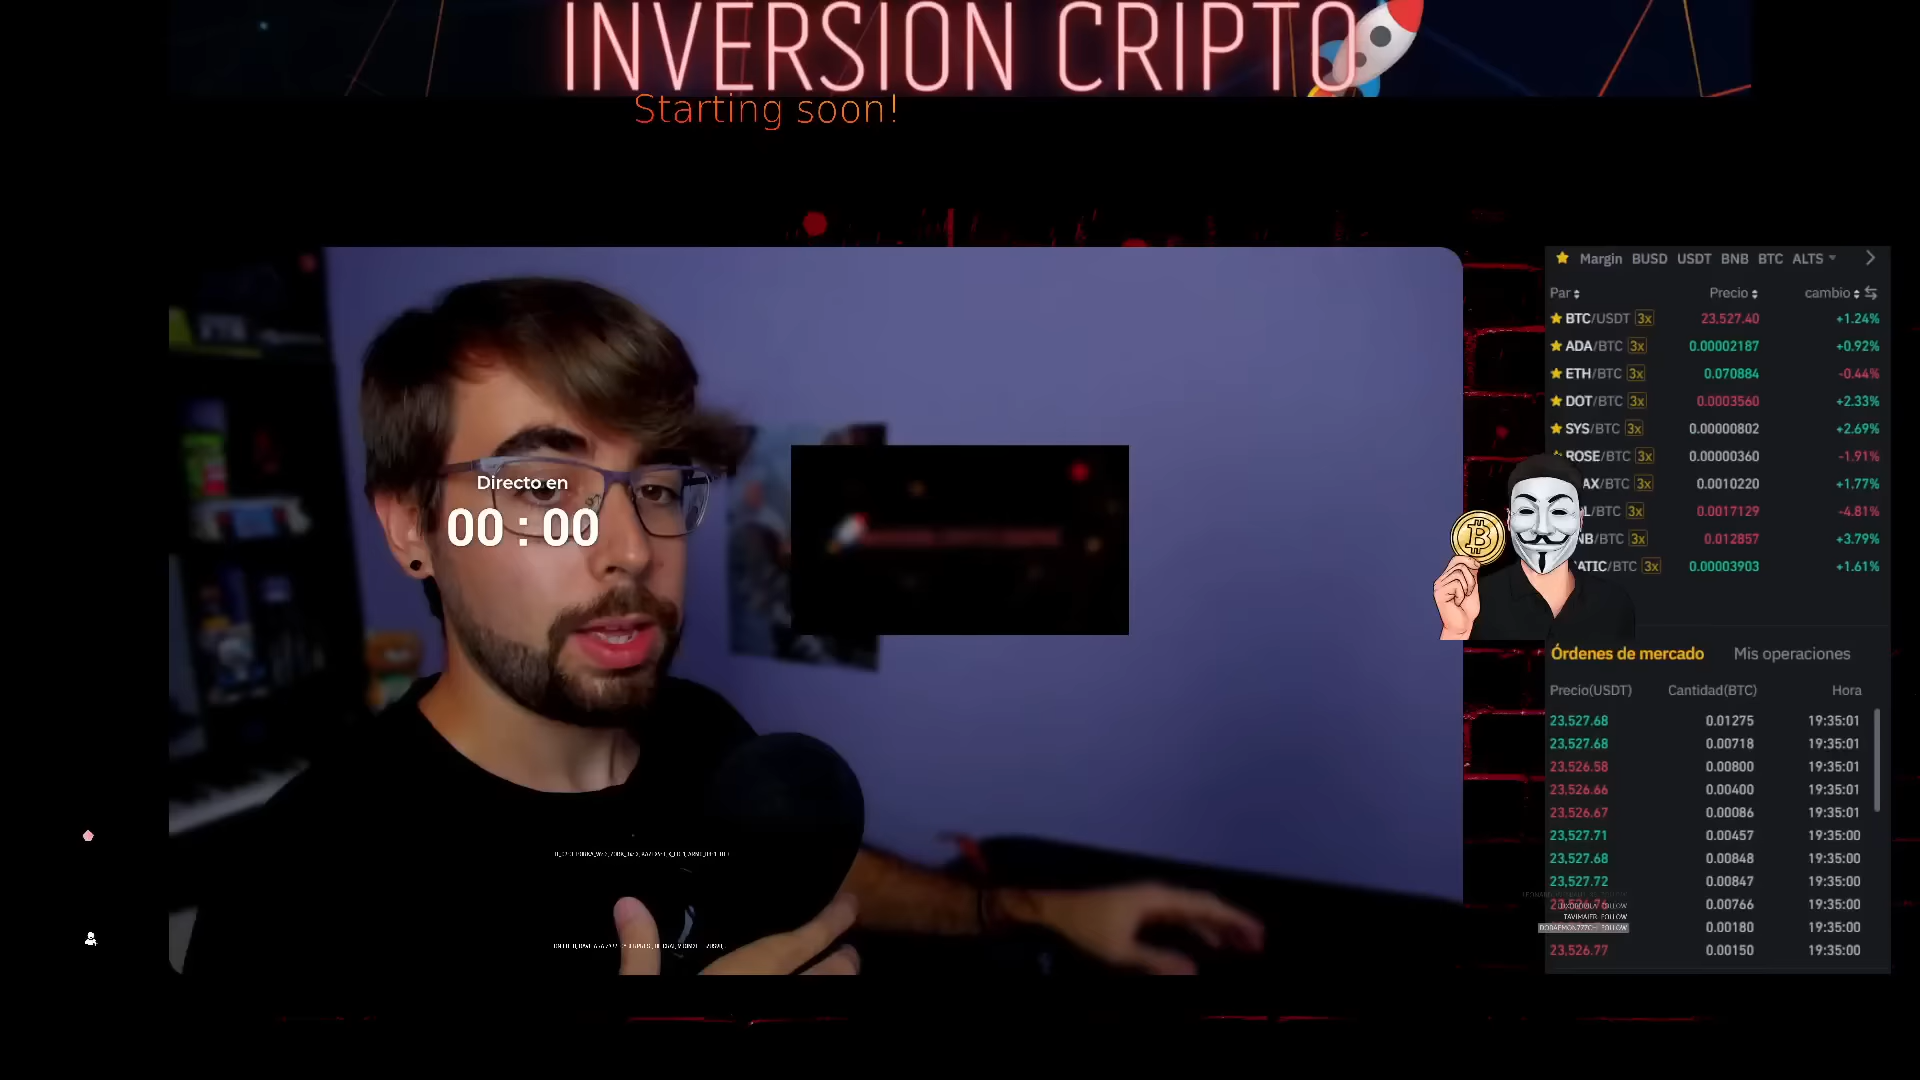 INVERSION CRIPTO
Starting soon!
Directo en
00 : 00
Margin BUSD USDT BNB BTC ALTS
Par Precio cambio
BTC/USDT 3x 23,527.40 +1.24%
ADA/BTC 3x 0.00002187 +0.92%
ETH/BTC 3x 0.070884 -0.44%
DOT/BTC 3x 0.0003560 +2.33%
SYS/BTC 3x 0.00000802 +2.69%
ROSE/BTC 3x 0.00000360 -1.91%
AX/BTC 3x 0.0010220 +1.77%
L/BTC 3x 0.0017129 -4.81%
NB/BTC 3x 0.012857 +3.79%
ATIC/BTC 3x 0.00003903 +1.61%
Órdenes de mercado Mis operaciones
Precio(USDT) Cantidad(BTC) Hora
23,527.68 0.01275 19:35:01
23,527.68 0.00718 19:35:01
23,526.58 0.00800 19:35:01
23,526.66 0.00400 19:35:01
23,526.67 0.00086 19:35:01
23,527.71 0.00457 19:35:00
23,527.68 0.00848 19:35:00
23,527.72 0.00847 19:35:00
0.00766 19:35:00
FOLLOW
TAVIMAIER FOLLOW
0.00180 19:35:00
FOLLOW
23,526.77 0.00150 19:35:00